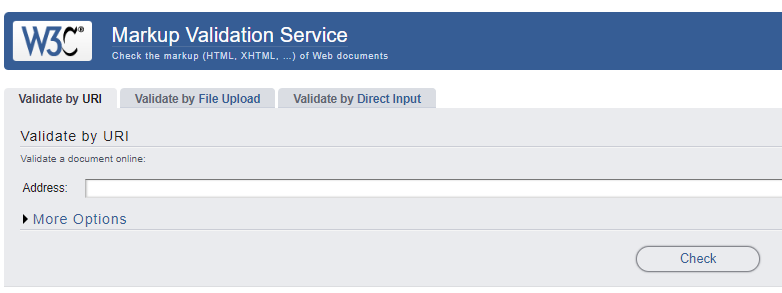 W3C®
Markup Validation Service
Check the markup (HTML, XHTML, …) of Web documents
Validate by URI
Validate by File Upload
Validate by Direct Input
Validate by URI
Validate a document online:
Address:
More Options
Check